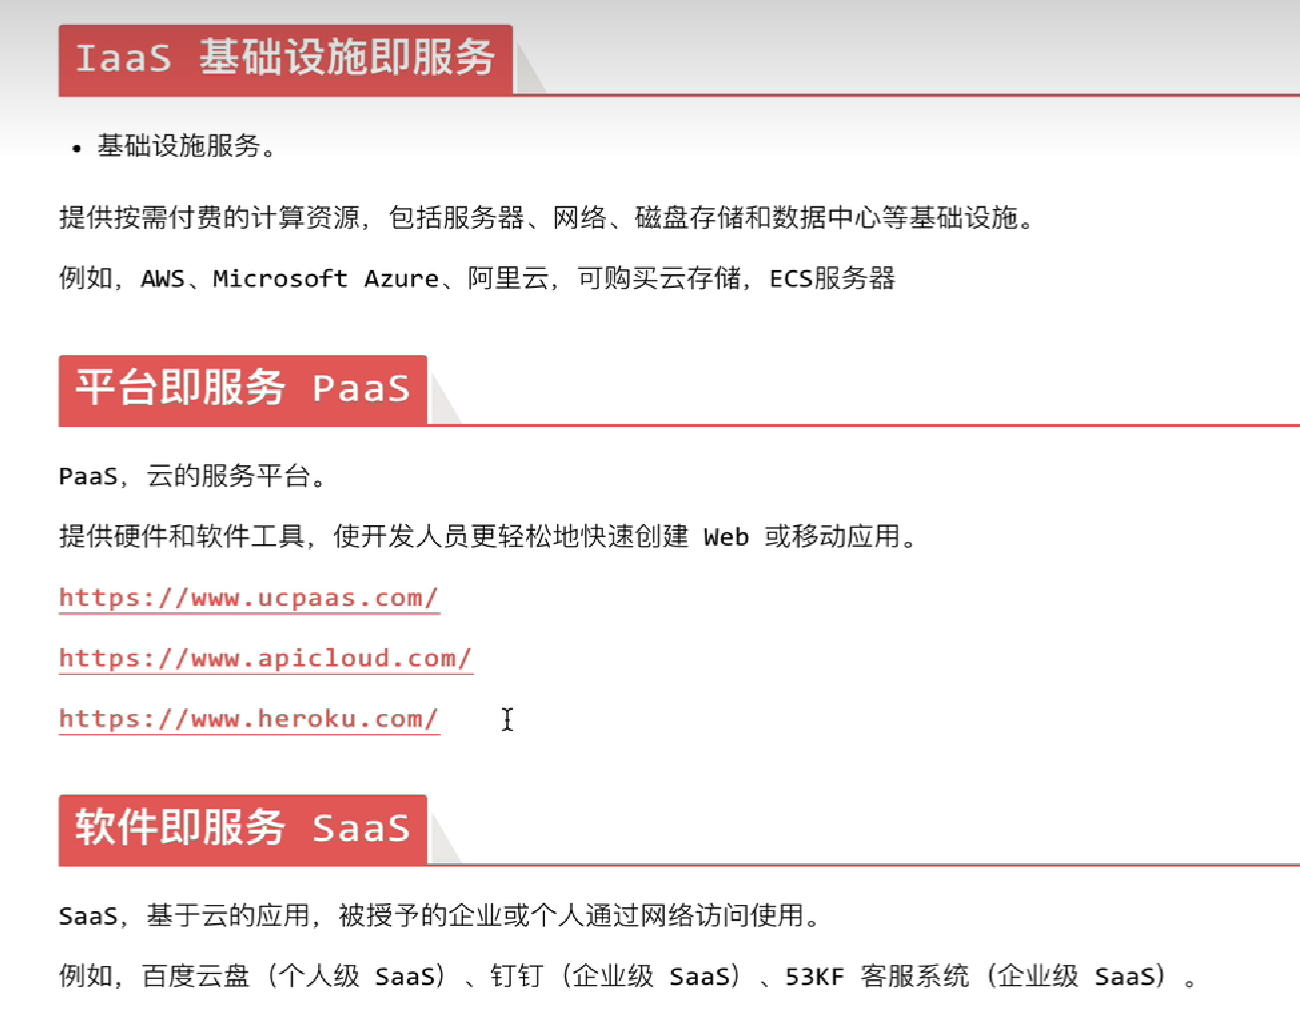 IaaS 基础设施即服务
• 基础设施服务。
提供按需付费的计算资源，包括服务器、网络、磁盘存储和数据中心等基础设施。
例如，AWS、Microsoft Azure、阿里云，可购买云存储，ECS服务器
平台即服务 PaaS
PaaS，云的服务平台。
提供硬件和软件工具，使开发人员更轻松地快速创建 Web 或移动应用。
https://www.ucpaas.com/
https://www.apicloud.com/
https://www.heroku.com/
软件即服务 SaaS
SaaS，基于云的应用，被授予的企业或个人通过网络访问使用。
例如，百度云盘（个人级 SaaS）、钉钉（企业级 SaaS）、53KF 客服系统（企业级 SaaS）。